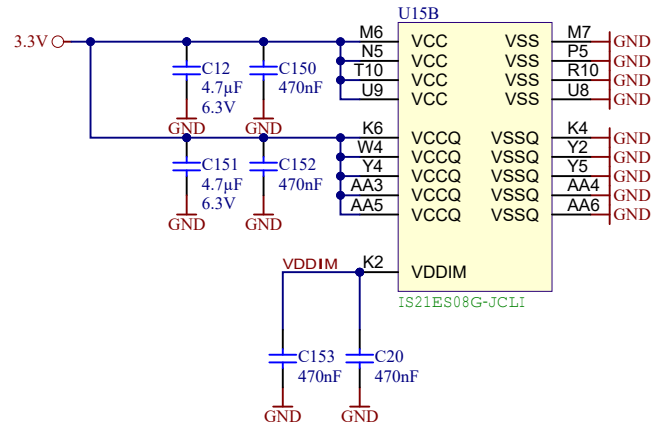 U15B
3.3V
M6 VCC VSS M7 GND
N5 VCC VSS P5 GND
T10 VCC VSS R10 GND
U9 VCC VSS U8 GND
C12
4.7µF
6.3V
GND
C150
470nF
GND
K6 VCCQ VSSQ K4 GND
W4 VCCQ VSSQ Y2 GND
Y4 VCCQ VSSQ Y5 GND
AA3 VCCQ VSSQ AA4 GND
AA5 VCCQ VSSQ AA6 GND
C151
4.7µF
6.3V
GND
C152
470nF
GND
VDDIM K2 VDDIM
IS21ES08G-JCLI
C153
470nF
GND
C20
470nF
GND